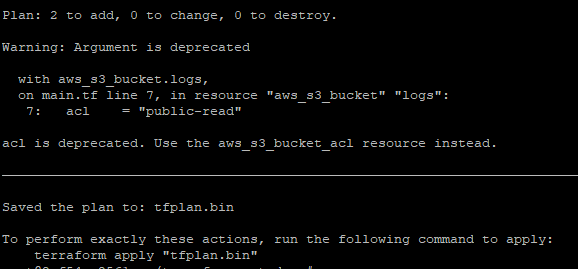 Plan: 2 to add, 0 to change, 0 to destroy.
Warning: Argument is deprecated
with aws_s3_bucket.logs,
on main.tf line 7, in resource "aws_s3_bucket" "logs":
7: acl = "public-read"
acl is deprecated. Use the aws_s3_bucket_acl resource instead.
Saved the plan to: tfplan.bin
To perform exactly these actions, run the following command to apply:
terraform apply "tfplan.bin"